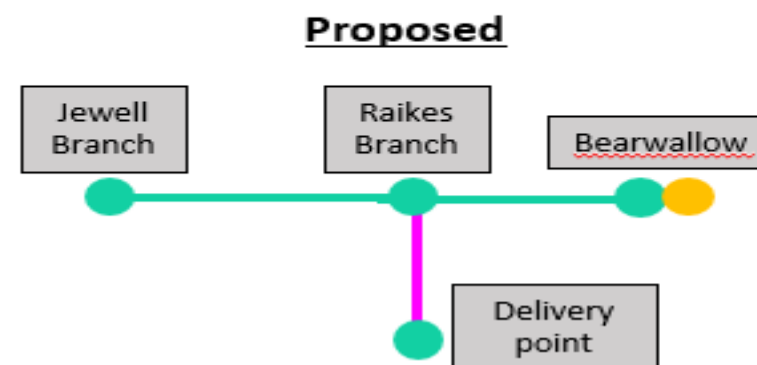 Proposed
Jewell
Branch
Raikes
Branch
Bearwallow
Delivery
point